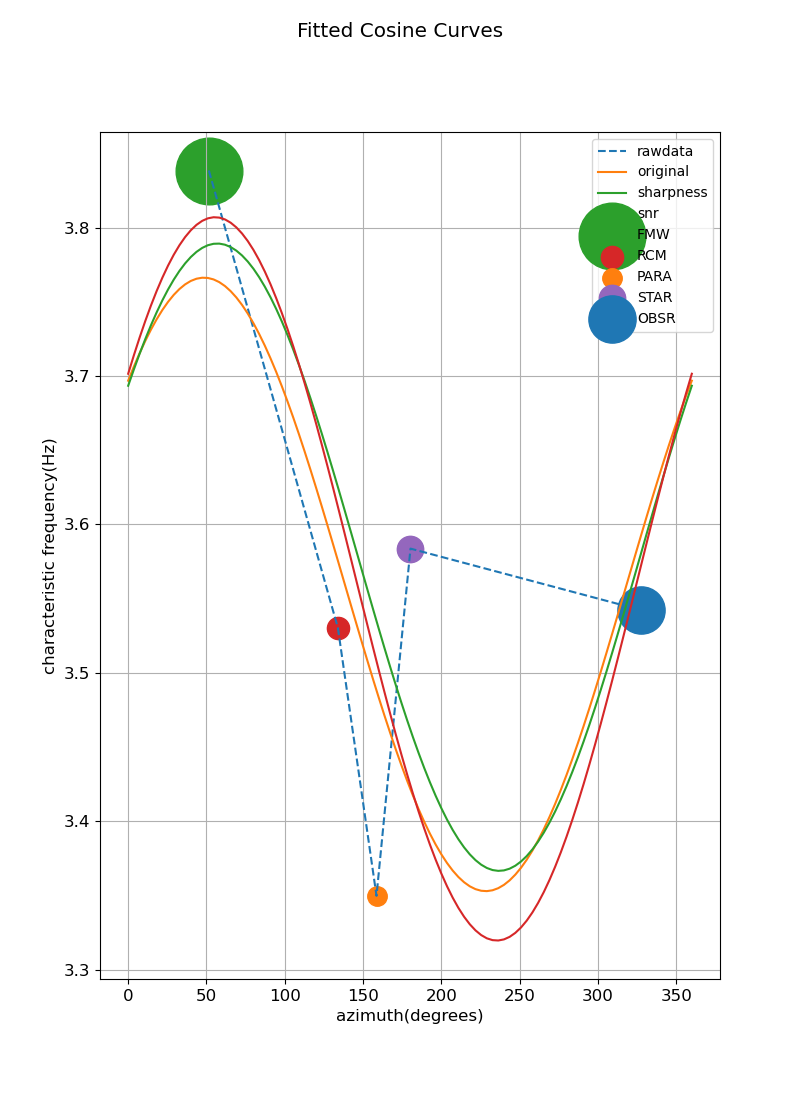 Fitted Cosine Curves
rawdata
original
sharpness
snr
FMW
RCM
PARA
STAR
OBSR
characteristic frequency(Hz)
3.8
3.7
3.6
3.5
3.4
3.3
0 50 100 150 200 250 300 350
azimuth(degrees)